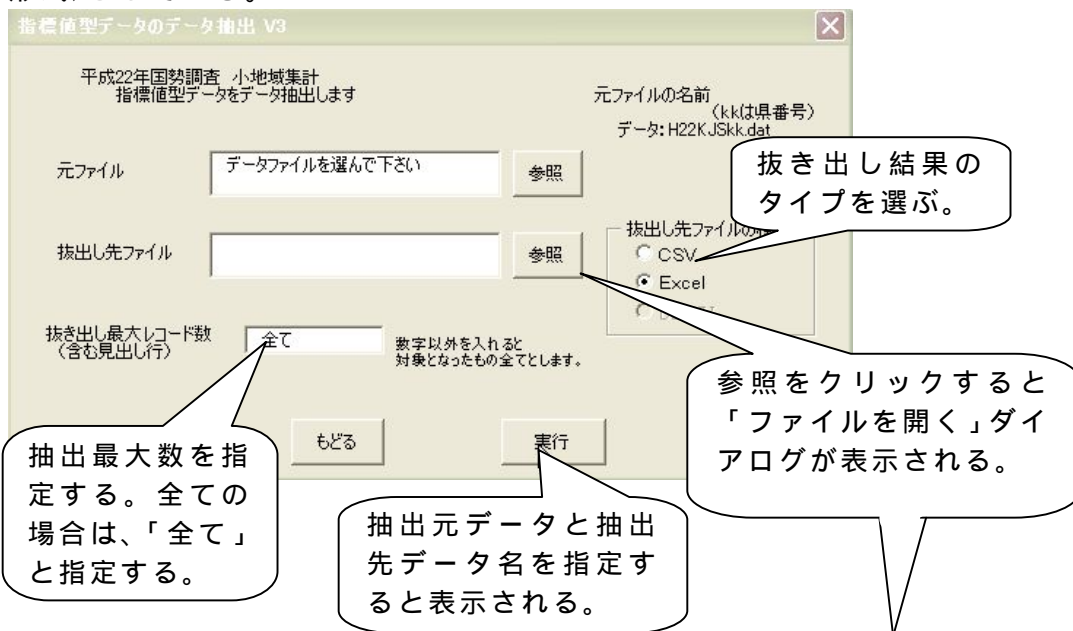 指標値型データのデータ抽出 V3
平成22年国勢調査 小地域集計
指標値型データをデータ抽出します
元ファイルの名前
(kkは県番号)
データ:H22KJSkk.dat
元ファイル
データファイルを選んで下さい
参照
抜き出し結果の
タイプを選ぶ。
抜出し先ファイル
参照
抜出し先ファイルの
CSV
Excel
抜き出し最大レコード数
(含む見出し行)
全て
数字以外を入れると
対象となったもの全てとします。
参照をクリックすると
「ファイルを開く」ダイ
アログが表示される。
もどる
実行
抽出最大数を指
定する。全ての
場合は、「全て」
と指定する。
抽出元データと抽出
先データ名を指定す
ると表示される。